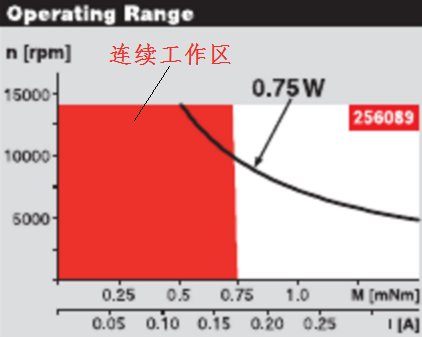 Operating Range
n [rpm]
连续工作区
15000
0.75W
256089
10000
5000
0.25 0.5 0.75 1.0 M [mNm]
0.05 0.10 0.15 0.20 0.25 I [A]